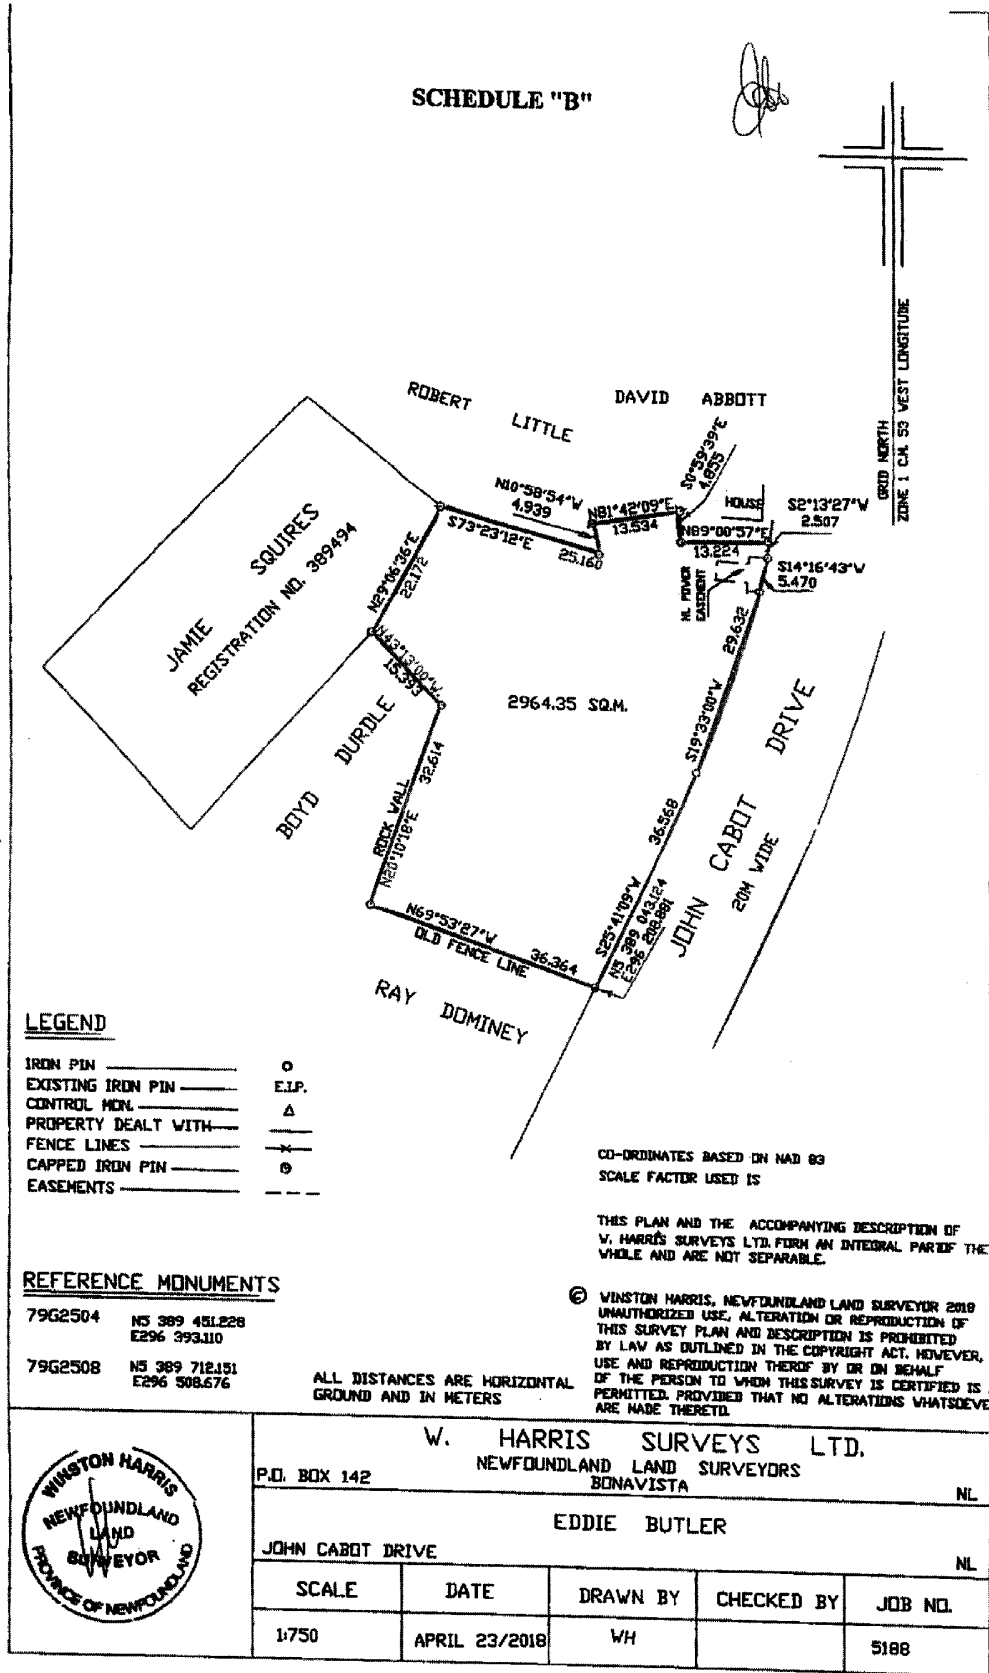 SCHEDULE "B"
GRID NORTH
ZONE 1 C.M. 53 WEST LONGITUDE
ROBERT LITTLE
DAVID ABBOTT
S0°59'39"E
4.855
N10°58'54"W
4.939
N81°42'09"E
13.534
HOUSE
S2°13'27"W
2.507
S73°23'12"E
25.160
N89°00'57"E
13.224
NL POWER
EASEMENT
S14°16'43"W
5.470
JAMIE SQUIRES
REGISTRATION NO. 389494
N29°06'36"E
22.172
N43°13'00"W
15.393
2964.35 SQ.M.
29.632
S19°33'00"W
BOYD DURDLE
ROCK WALL
N20°10'18"E
32.614
JOHN CABOT DRIVE
20M WIDE
36.568
S25°41'09"W
N5 389 043.124
E296 208.881
N69°53'27"W
36.364
OLD FENCE LINE
RAY DOMINEY
LEGEND
IRON PIN
EXISTING IRON PIN E.I.P.
CONTROL MON.
PROPERTY DEALT WITH
FENCE LINES
CAPPED IRON PIN
EASEMENTS
CO-ORDINATES BASED ON NAD 83
SCALE FACTOR USED IS
THIS PLAN AND THE ACCOMPANYING DESCRIPTION OF
W. HARRIS SURVEYS LTD. FORM AN INTEGRAL PART OF THE
WHOLE AND ARE NOT SEPARABLE.
REFERENCE MONUMENTS
79G2504 N5 389 451.228
E296 393.110
79G2508 N5 389 712.151
E296 508.676
ALL DISTANCES ARE HORIZONTAL
GROUND AND IN METERS
© WINSTON HARRIS, NEWFOUNDLAND LAND SURVEYOR 2018
UNAUTHORIZED USE, ALTERATION OR REPRODUCTION OF
THIS SURVEY PLAN AND DESCRIPTION IS PROHIBITED
BY LAW AS OUTLINED IN THE COPYRIGHT ACT. HOWEVER,
USE AND REPRODUCTION THEROF BY OR ON BEHALF
OF THE PERSON TO WHOM THIS SURVEY IS CERTIFIED IS
PERMITTED. PROVIDED THAT NO ALTERATIONS WHATSOEVE
ARE MADE THERETO.
WINSTON HARRIS
NEWFOUNDLAND
LAND
SURVEYOR
PROVINCE OF NEWFOUNDLAND
W. HARRIS SURVEYS LTD.
NEWFOUNDLAND LAND SURVEYORS
P.O. BOX 142 BONAVISTA NL
EDDIE BUTLER
JOHN CABOT DRIVE NL
SCALE DATE DRAWN BY CHECKED BY JOB NO.
1:750 APRIL 23/2018 WH 5188